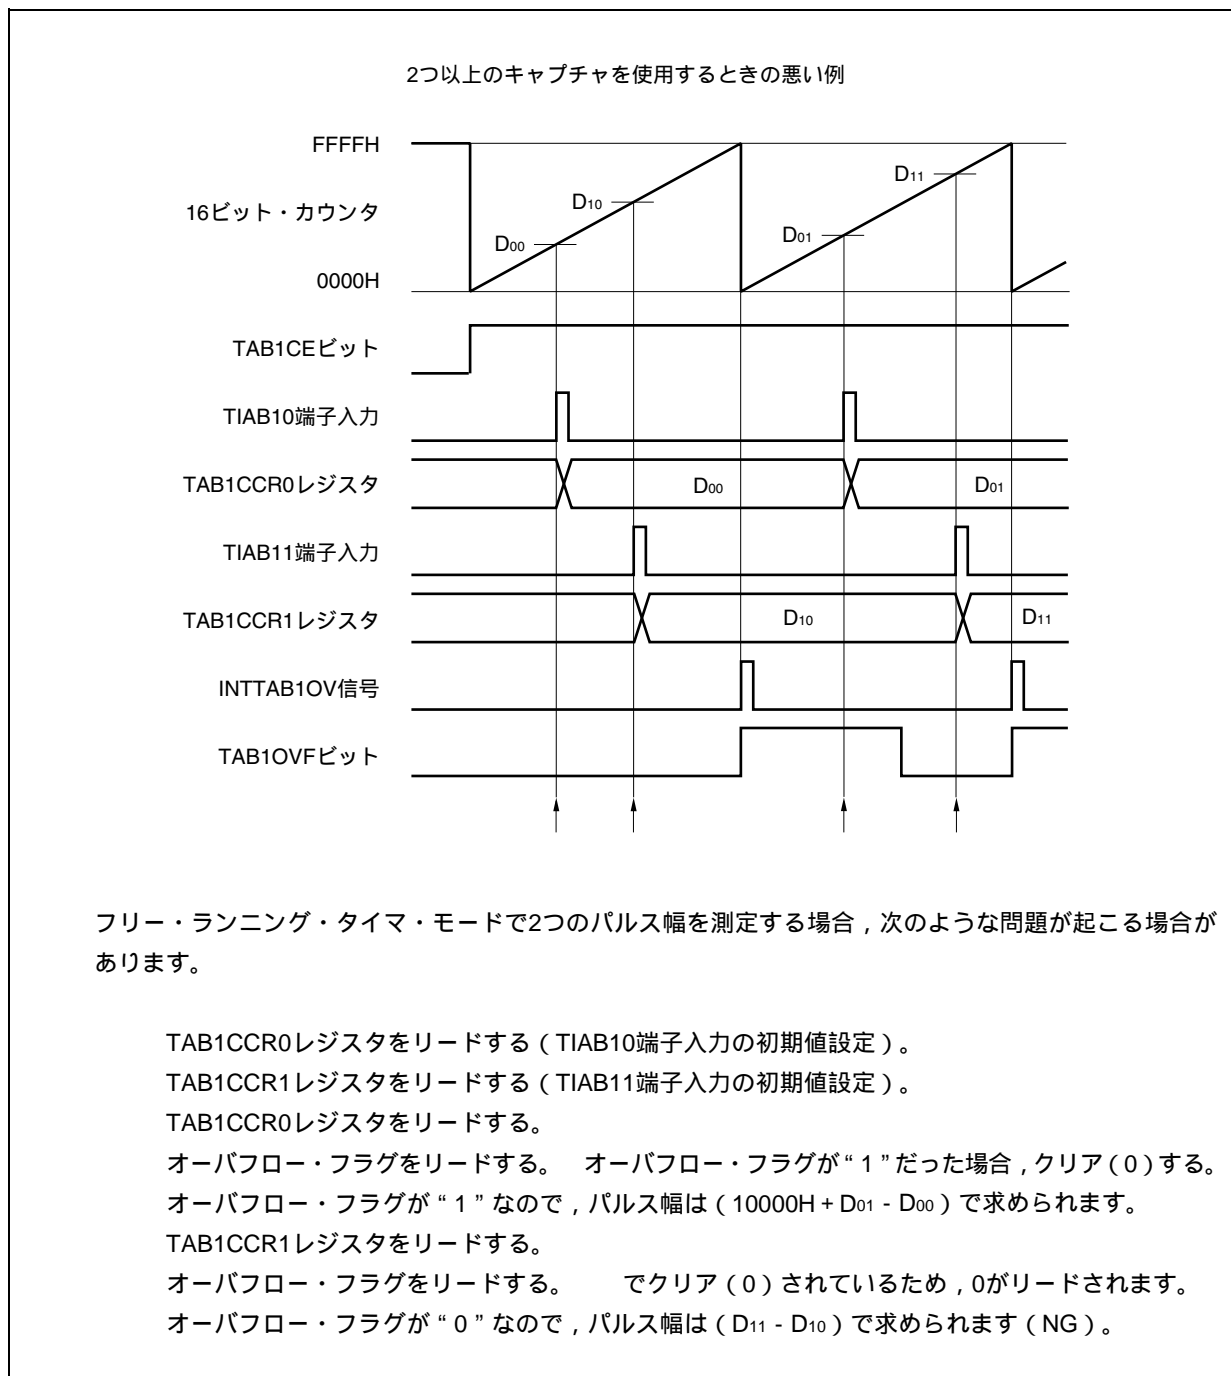 2つ以上のキャプチャを使用するときの悪い例
FFFFH
16ビット・カウンタ
0000H
D00
D10
D01
D11
TAB1CEビット
TIAB10端子入力
TAB1CCR0レジスタ
D00
D01
TIAB11端子入力
TAB1CCR1レジスタ
D10
D11
INTTAB1OV信号
TAB1OVFビット
フリー・ランニング・タイマ・モードで2つのパルス幅を測定する場合，次のような問題が起こる場合が
あります。
TAB1CCR0レジスタをリードする（TIAB10端子入力の初期値設定）。
TAB1CCR1レジスタをリードする（TIAB11端子入力の初期値設定）。
TAB1CCR0レジスタをリードする。
オーバフロー・フラグをリードする。　オーバフロー・フラグが“1”だった場合，クリア（0）する。
オーバフロー・フラグが“1”なので，パルス幅は（10000H + D01 - D00）で求められます。
TAB1CCR1レジスタをリードする。
オーバフロー・フラグをリードする。　　でクリア（0）されているため，0がリードされます。
オーバフロー・フラグが“0”なので，パルス幅は（D11 - D10）で求められます（NG）。